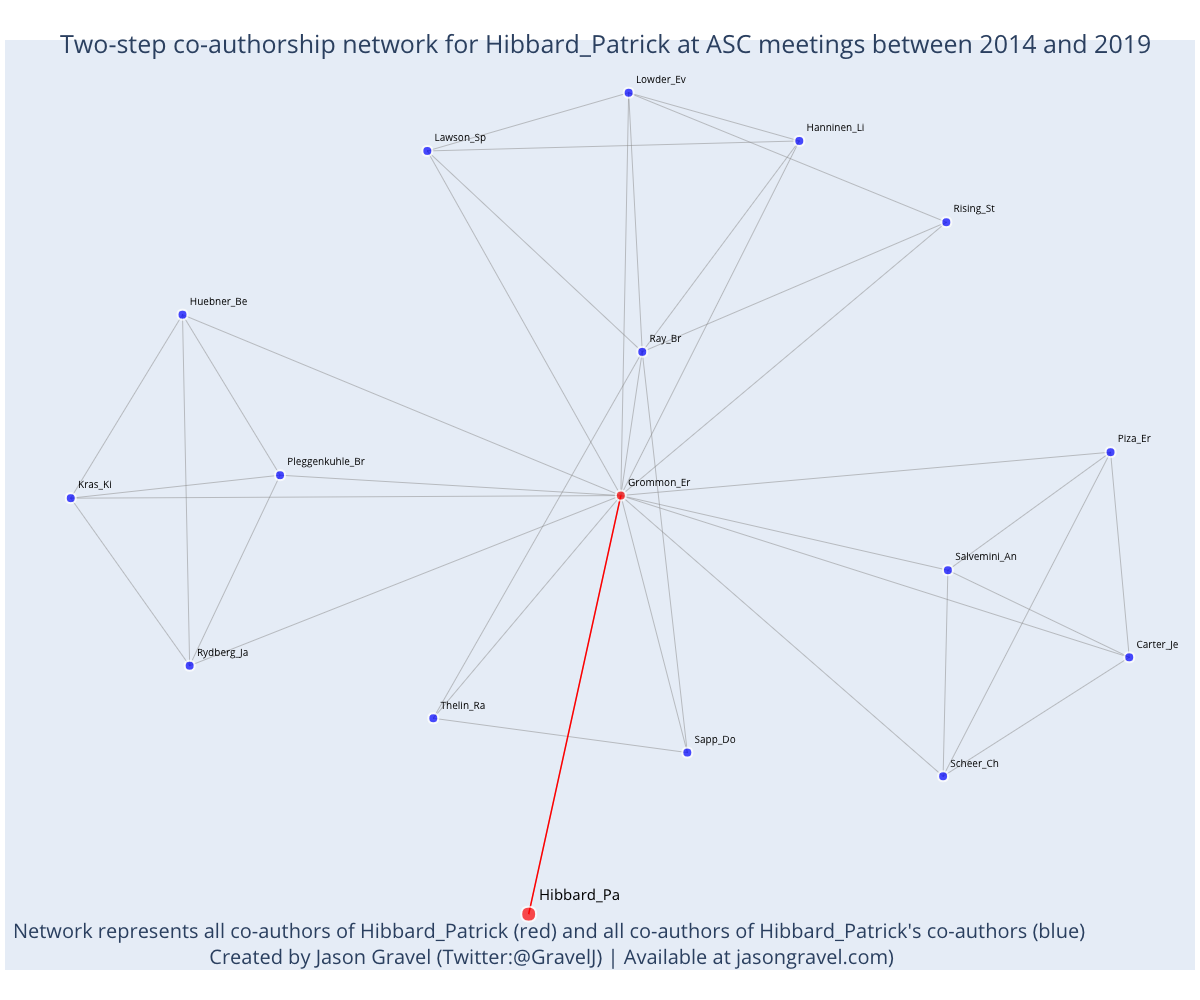 Two-step co-authorship network for Hibbard_Patrick at ASC meetings between 2014 and 2019
Lowder_Ev
Hanninen_Li
Lawson_Sp
Rising_St
Huebner_Be
Ray_Br
Piza_Er
Pleggenkuhle_Br
Kras_Ki
Grommon_Er
Salvemini_An
Carter_Je
Rydberg_Ja
Thelin_Ra
Sapp_Do
Scheer_Ch
Hibbard_Pa
Network represents all co-authors of Hibbard_Patrick (red) and all co-authors of Hibbard_Patrick's co-authors (blue)
Created by Jason Gravel (Twitter:@GravelJ) | Available at jasongravel.com)